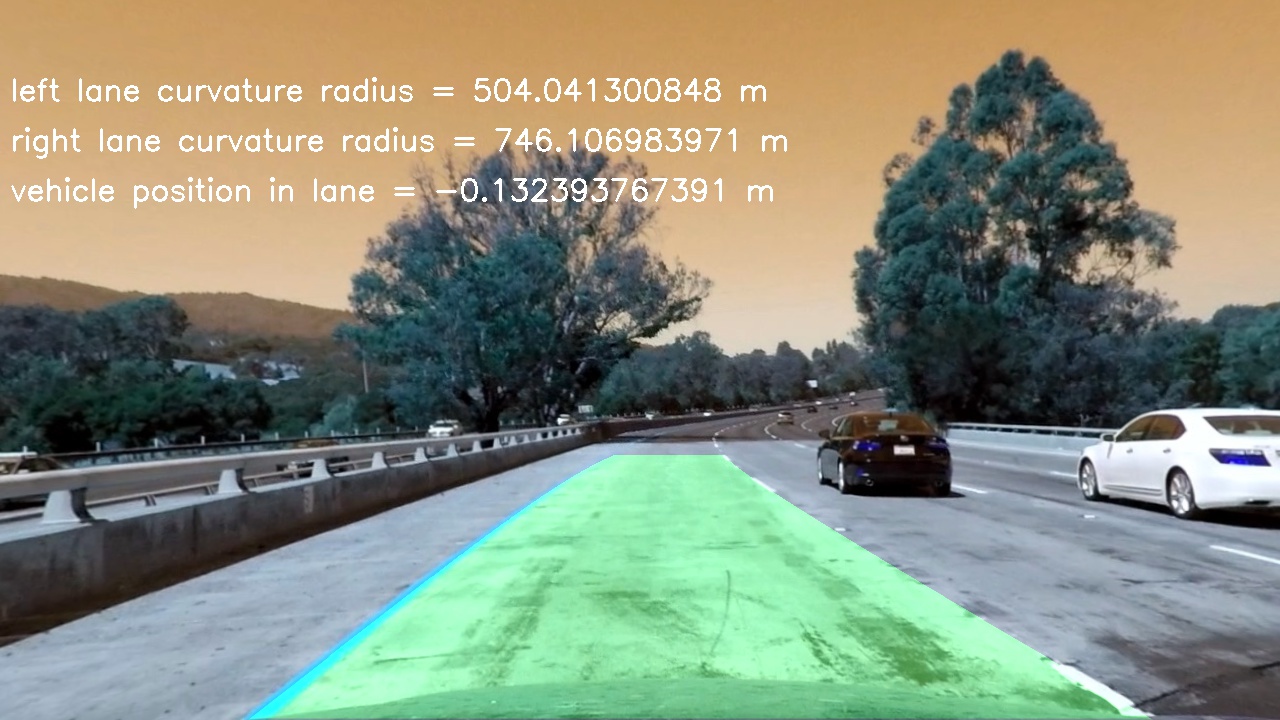 left lane curvature radius = 504.041300848 m
right lane curvature radius = 746.106983971 m
vehicle position in lane = -0.132393767391 m